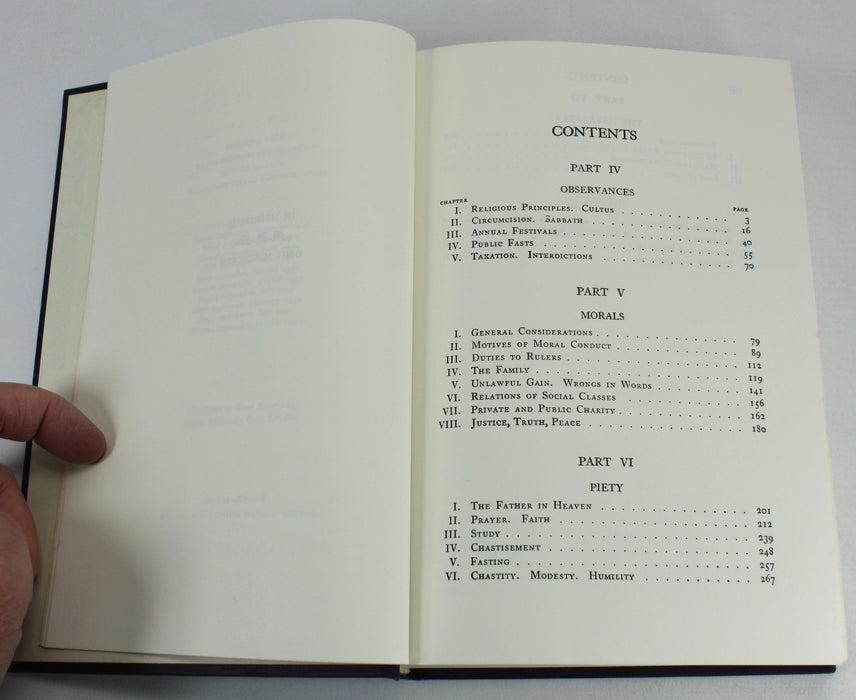 CONTENTS
PART IV
OBSERVANCES
CHAPTER PAGE
I. Religious Principles. Cultus . . . . . . . . . . 3
II. Circumcision. Sabbath . . . . . . . . . . . . 16
III. Annual Festivals . . . . . . . . . . . . . . 40
IV. Public Fasts . . . . . . . . . . . . . . . . 55
V. Taxation. Interdictions . . . . . . . . . . . 70
PART V
MORALS
I. General Considerations . . . . . . . . . . . . 79
II. Motives of Moral Conduct . . . . . . . . . . 89
III. Duties to Rulers . . . . . . . . . . . . . . 112
IV. The Family . . . . . . . . . . . . . . . . . 119
V. Unlawful Gain. Wrongs in Words . . . . . . . 141
VI. Relations of Social Classes . . . . . . . . . 156
VII. Private and Public Charity . . . . . . . . . 162
VIII. Justice, Truth, Peace . . . . . . . . . . . 180
PART VI
PIETY
I. The Father in Heaven . . . . . . . . . . . . 201
II. Prayer. Faith . . . . . . . . . . . . . . . 212
III. Study . . . . . . . . . . . . . . . . . . . 239
IV. Chastisement . . . . . . . . . . . . . . . . 248
V. Fasting . . . . . . . . . . . . . . . . . . . 257
VI. Chastity. Modesty. Humility . . . . . . . . . 267